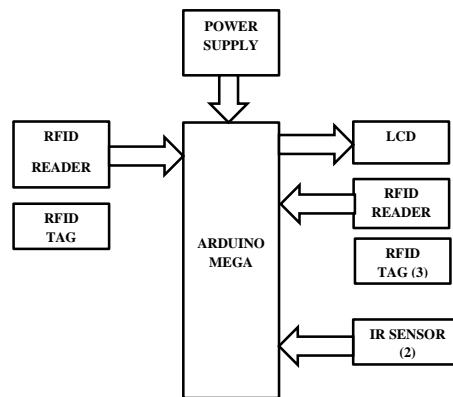 POWER
SUPPLY
RFID
READER
LCD
RFID
READER
RFID
TAG
ARDUINO
MEGA
RFID
TAG (3)
IR SENSOR
(2)